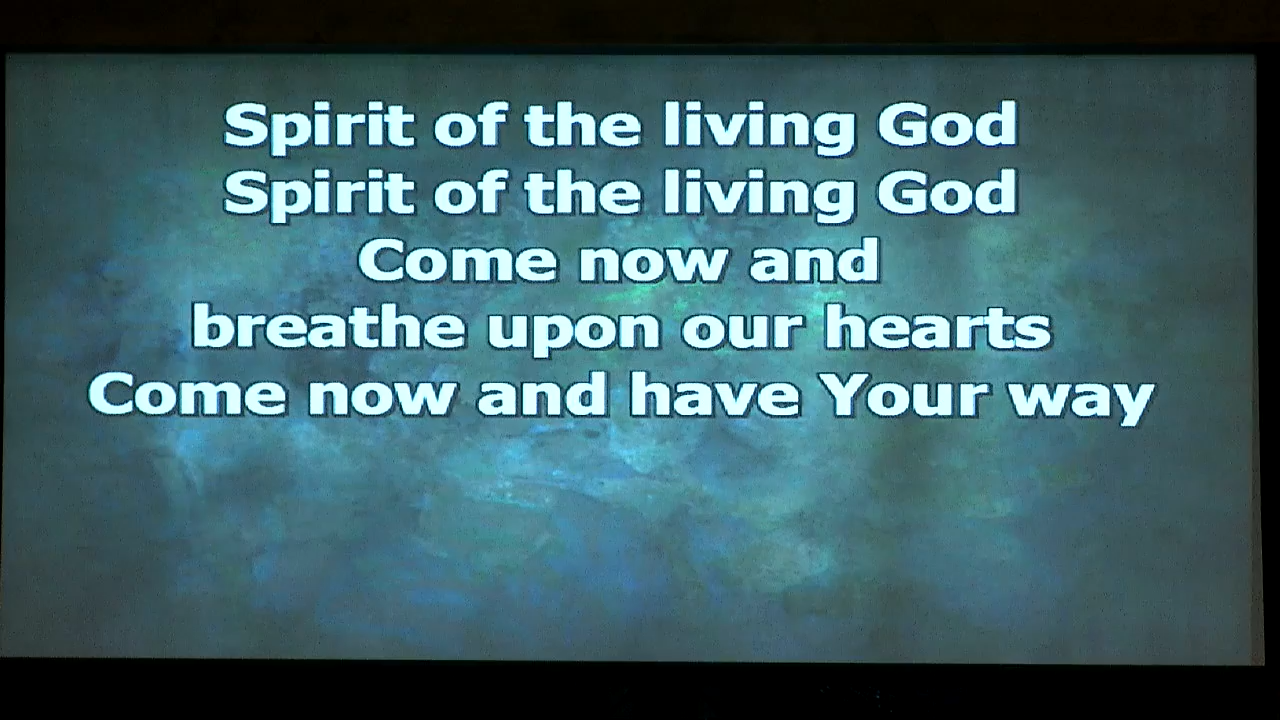 Spirit of the living God
Spirit of the living God
Come now and
breathe upon our hearts
Come now and have Your way